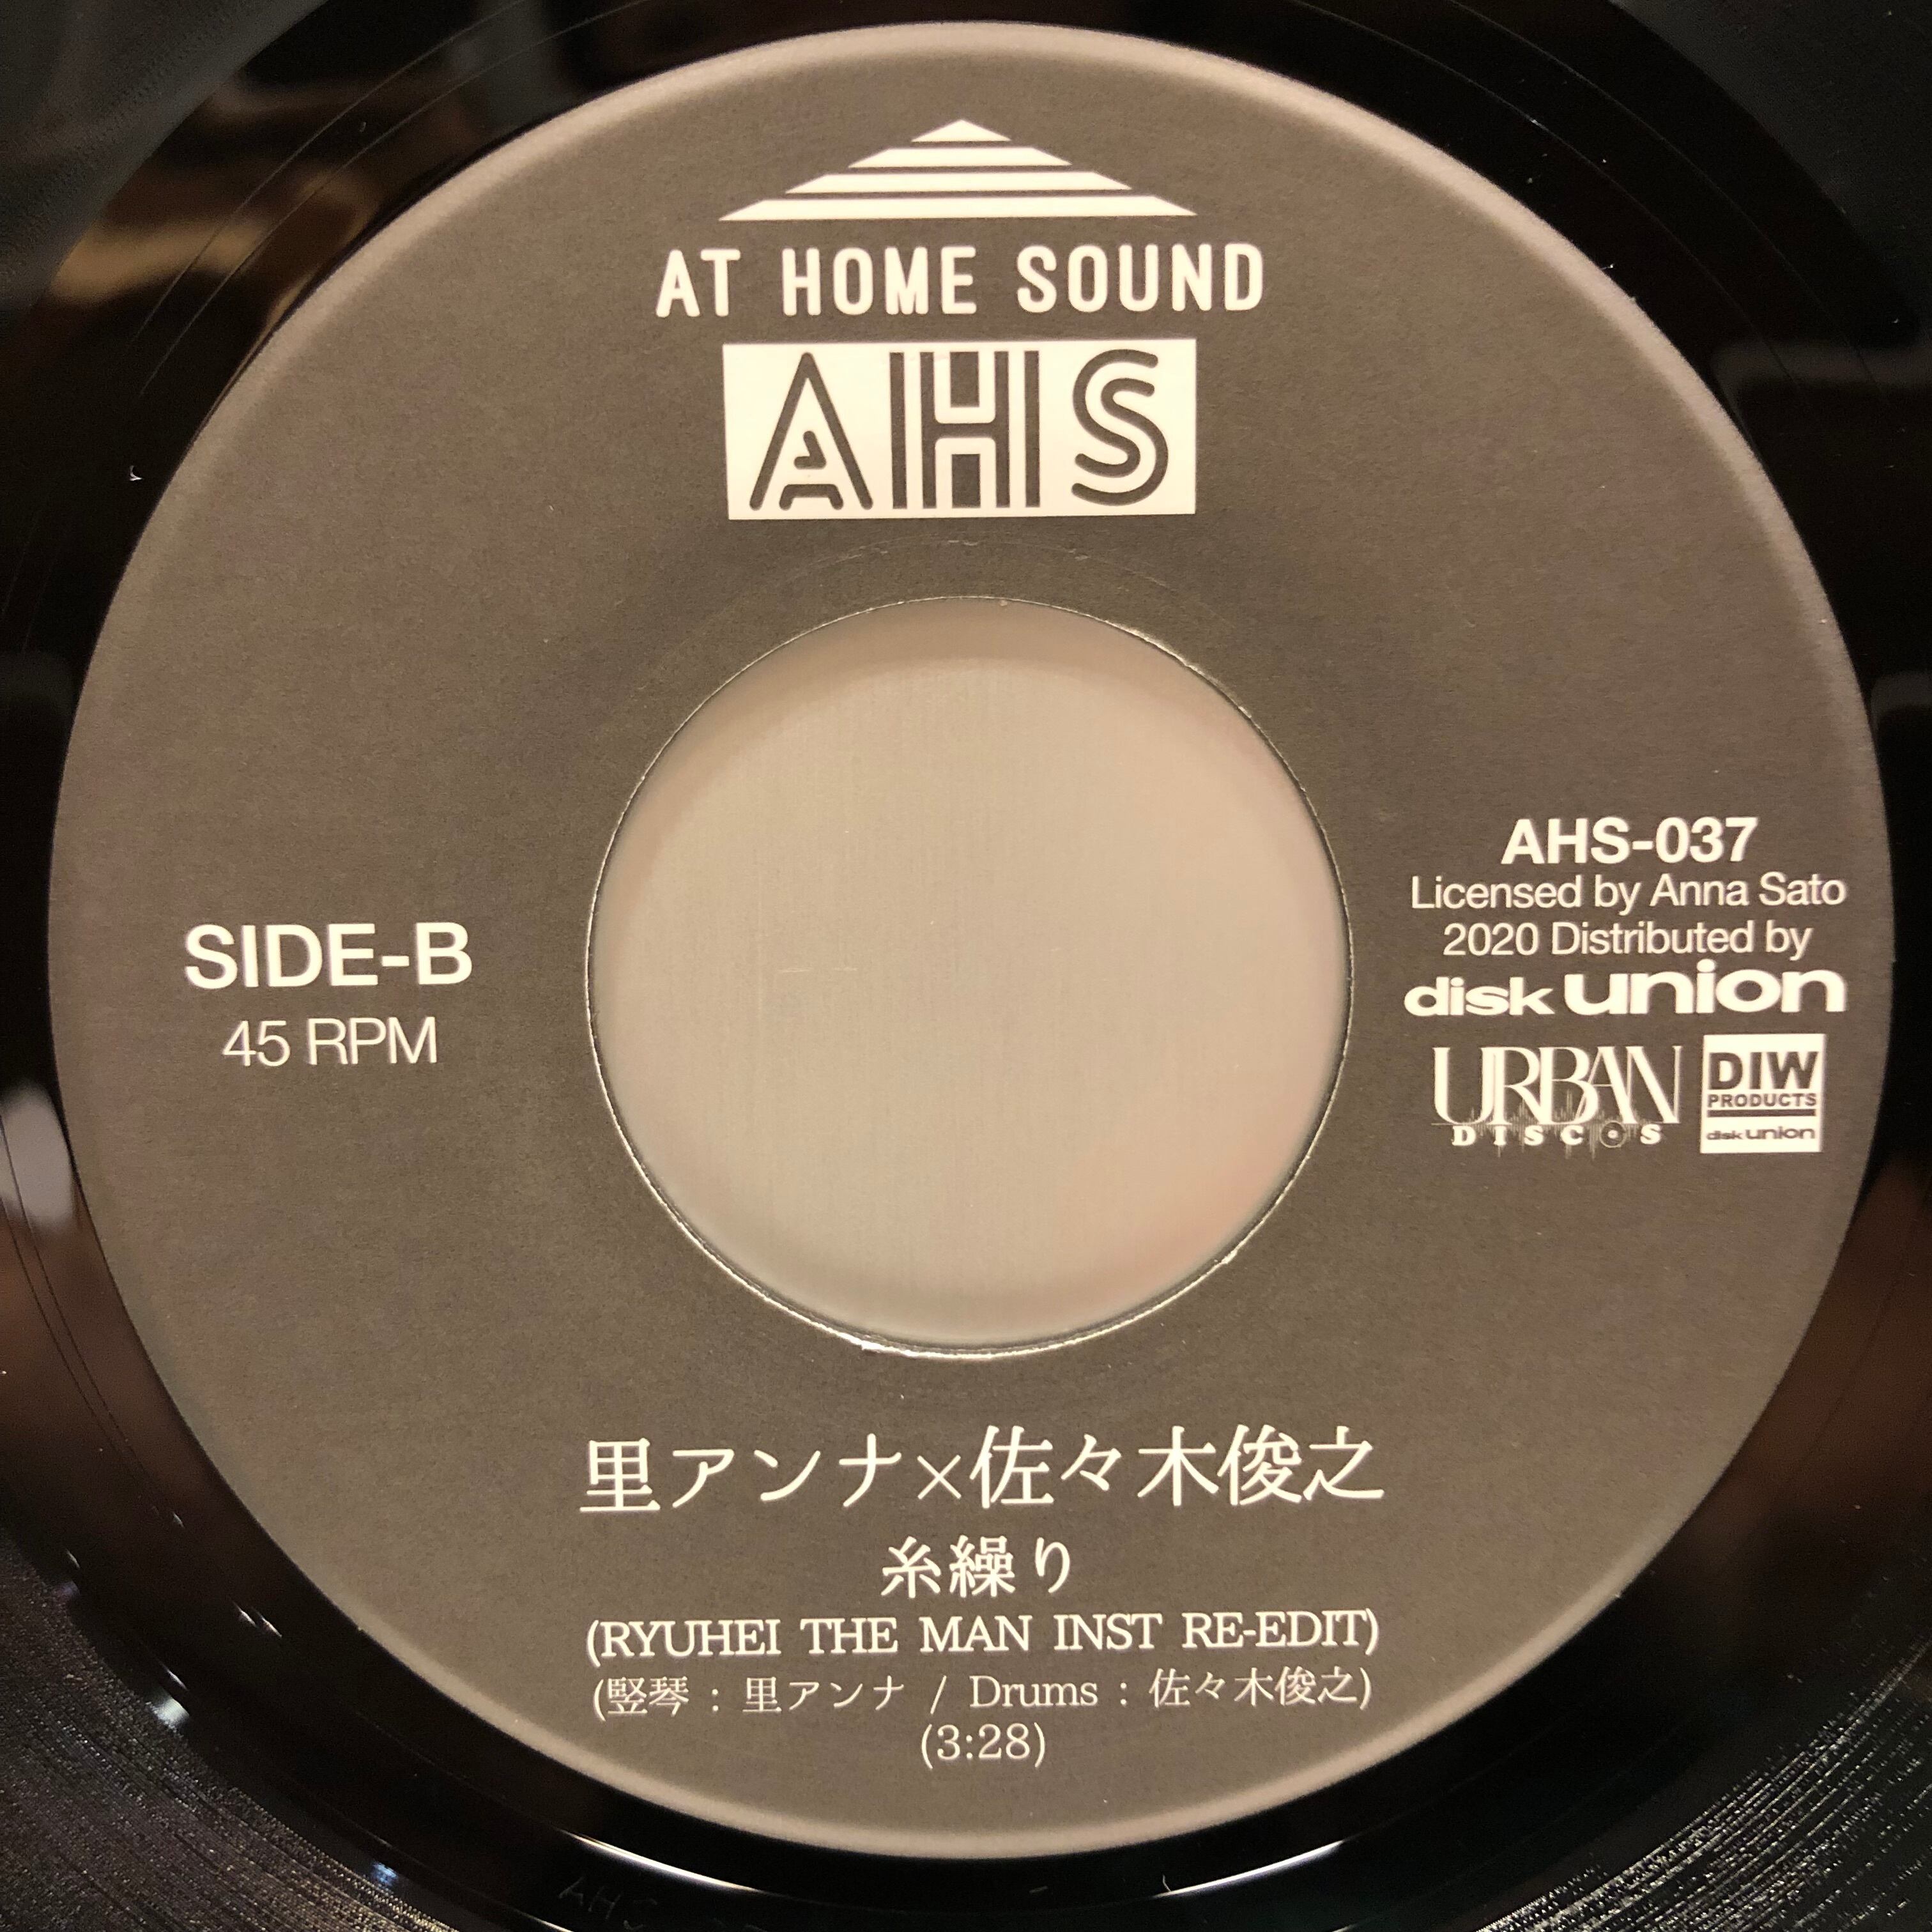 AT HOME SOUND
AHS
SIDE-B
45 RPM
AHS-037
Licensed by Anna Sato
2020 Distributed by
disk union
URBAN
DISCOS
DIW
PRODUCTS
disk union
里アンナ×佐々木俊之
糸繰り
(RYUHEI THE MAN INST RE-EDIT)
(竪琴 : 里アンナ / Drums : 佐々木俊之)
(3:28)